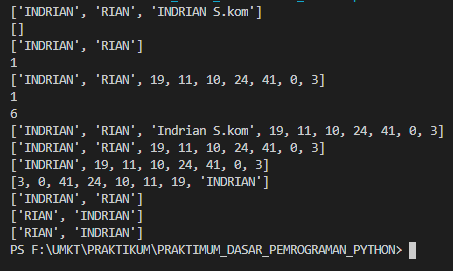 ['INDRIAN', 'RIAN', 'INDRIAN S.kom']
[]
['INDRIAN', 'RIAN']
1
['INDRIAN', 'RIAN', 19, 11, 10, 24, 41, 0, 3]
1
6
['INDRIAN', 'RIAN', 'Indrian S.kom', 19, 11, 10, 24, 41, 0, 3]
['INDRIAN', 'RIAN', 19, 11, 10, 24, 41, 0, 3]
['INDRIAN', 19, 11, 10, 24, 41, 0, 3]
[3, 0, 41, 24, 10, 11, 19, 'INDRIAN']
['INDRIAN', 'RIAN']
['RIAN', 'INDRIAN']
['RIAN', 'INDRIAN']
PS F:\UMKT\PRAKTIKUM\PRAKTIMUM_DASAR_PEMROGRAMAN_PYTHON>